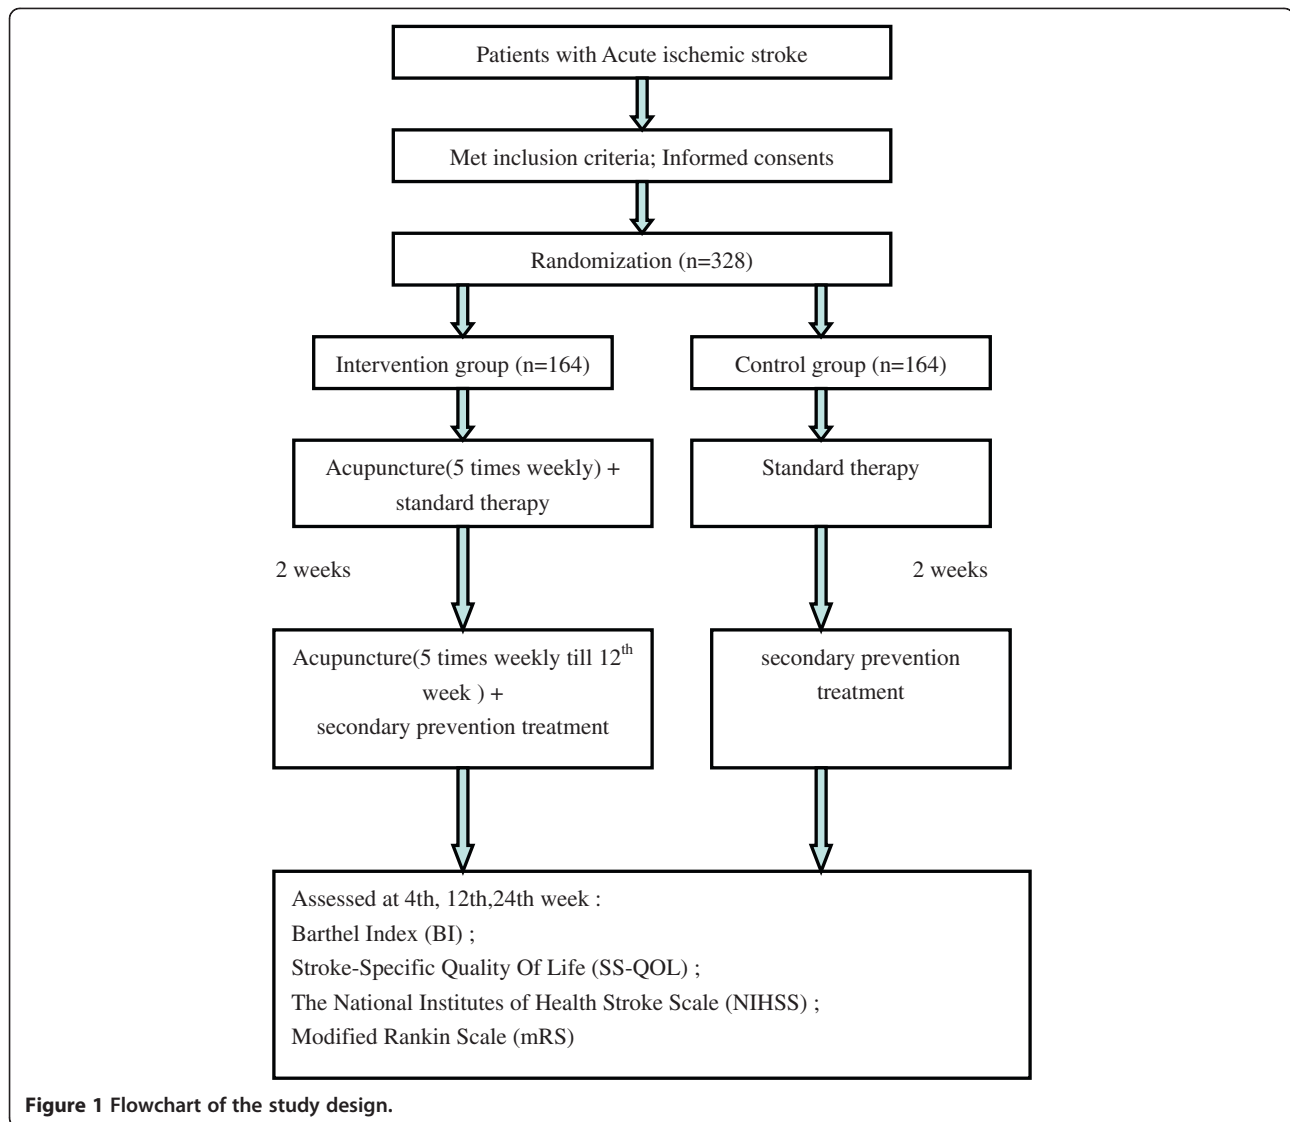 Patients with Acute ischemic stroke
Met inclusion criteria; Informed consents
Randomization (n=328)
Intervention group (n=164)
Control group (n=164)
Acupuncture(5 times weekly) +
standard therapy
Standard therapy
2 weeks
2 weeks
Acupuncture(5 times weekly till 12th
week ) +
secondary prevention treatment
secondary prevention
treatment
Assessed at 4th, 12th,24th week :
Barthel Index (BI) ;
Stroke-Specific Quality Of Life (SS-QOL) ;
The National Institutes of Health Stroke Scale (NIHSS) ;
Modified Rankin Scale (mRS)
Figure 1 Flowchart of the study design.